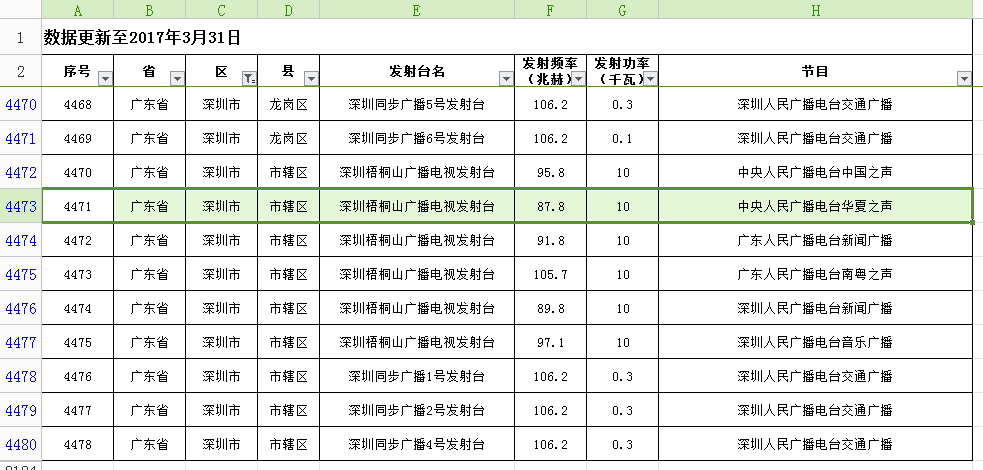 A B C D E F G H
1 数据更新至2017年3月31日
2 序号 省 区 县 发射台名 发射频率（兆赫） 发射功率（千瓦） 节目
4470 4468 广东省 深圳市 龙岗区 深圳同步广播5号发射台 106.2 0.3 深圳人民广播电台交通广播
4471 4469 广东省 深圳市 龙岗区 深圳同步广播6号发射台 106.2 0.1 深圳人民广播电台交通广播
4472 4470 广东省 深圳市 市辖区 深圳梧桐山广播电视发射台 95.8 10 中央人民广播电台中国之声
4473 4471 广东省 深圳市 市辖区 深圳梧桐山广播电视发射台 87.8 10 中央人民广播电台华夏之声
4474 4472 广东省 深圳市 市辖区 深圳梧桐山广播电视发射台 91.8 10 广东人民广播电台新闻广播
4475 4473 广东省 深圳市 市辖区 深圳梧桐山广播电视发射台 105.7 10 广东人民广播电台南粤之声
4476 4474 广东省 深圳市 市辖区 深圳梧桐山广播电视发射台 89.8 10 深圳人民广播电台新闻广播
4477 4475 广东省 深圳市 市辖区 深圳梧桐山广播电视发射台 97.1 10 深圳人民广播电台音乐广播
4478 4476 广东省 深圳市 市辖区 深圳同步广播1号发射台 106.2 0.3 深圳人民广播电台交通广播
4479 4477 广东省 深圳市 市辖区 深圳同步广播2号发射台 106.2 0.3 深圳人民广播电台交通广播
4480 4478 广东省 深圳市 市辖区 深圳同步广播4号发射台 106.2 0.3 深圳人民广播电台交通广播